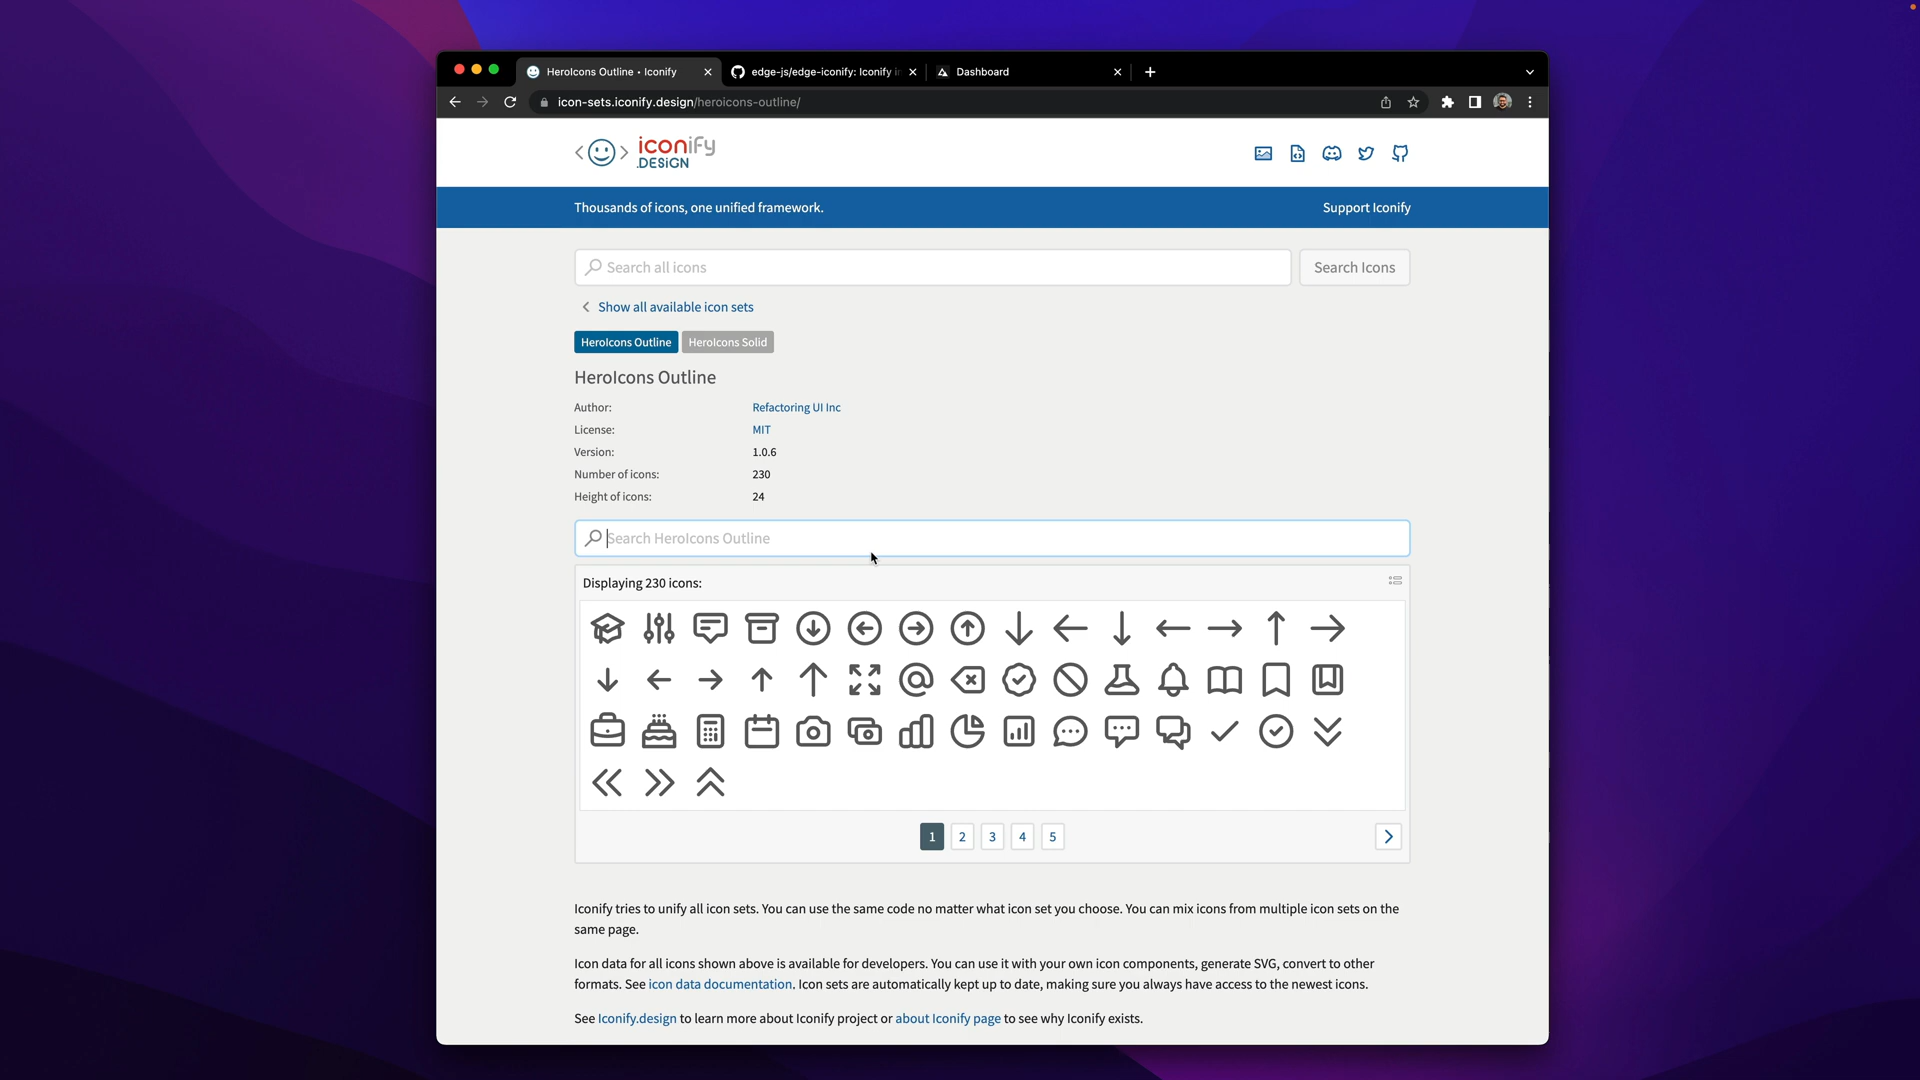 HeroIcons Outline • Iconify
edge-js/edge-iconify: Iconify in
Dashboard
icon-sets.iconify.design/heroicons-outline/
iconify
.DESiGN
Thousands of icons, one unified framework.
Support Iconify
Search all icons
Search Icons
Show all available icon sets
HeroIcons Outline
HeroIcons Solid
HeroIcons Outline
Author: Refactoring UI Inc
License: MIT
Version: 1.0.6
Number of icons: 230
Height of icons: 24
Search HeroIcons Outline
Displaying 230 icons:
1 2 3 4 5
Iconify tries to unify all icon sets. You can use the same code no matter what icon set you choose. You can mix icons from multiple icon sets on the
same page.
Icon data for all icons shown above is available for developers. You can use it with your own icon components, generate SVG, convert to other
formats. See icon data documentation. Icon sets are automatically kept up to date, making sure you always have access to the newest icons.
See Iconify.design to learn more about Iconify project or about Iconify page to see why Iconify exists.